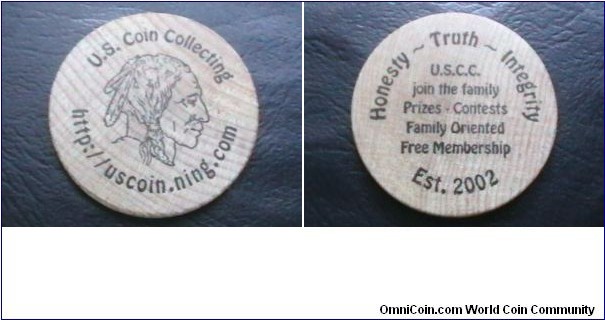 U.S. Coin Collecting
http://uscoin.ning.com
Honesty ~ Truth ~ Integrity
U.S.C.C.
join the family
Prizes - Contests
Family Oriented
Free Membership
Est. 2002
OmniCoin.com World Coin Community